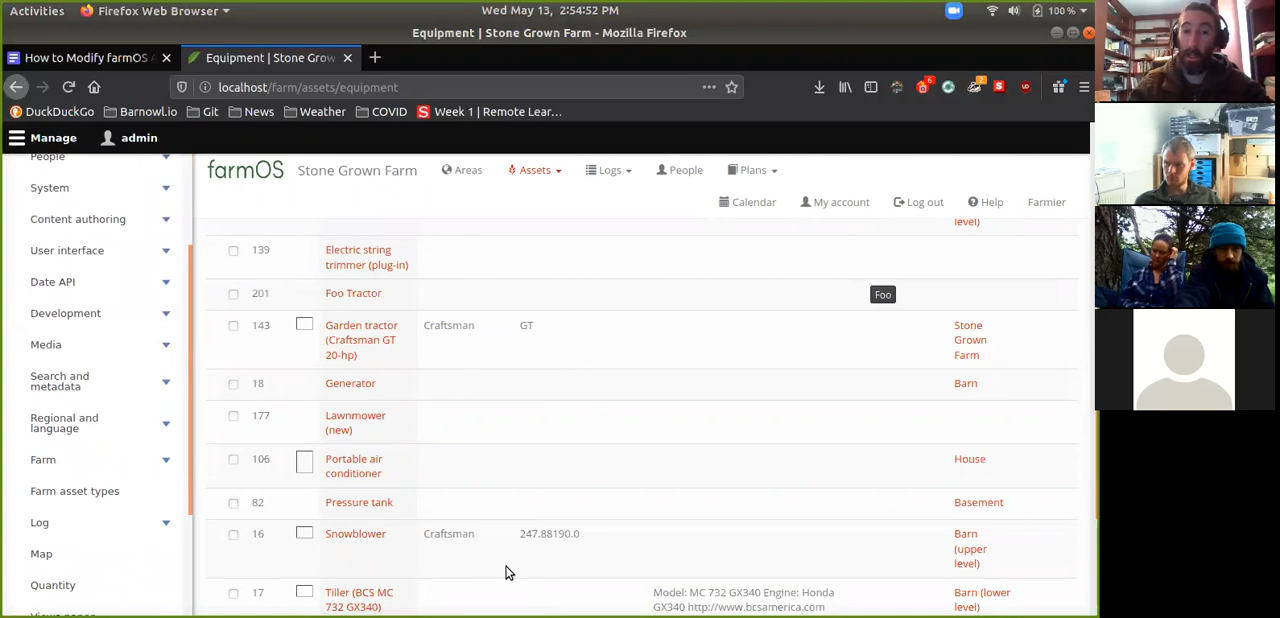 Activities Firefox Web Browser Wed May 13, 2:54:52 PM 100 %
Equipment | Stone Grown Farm - Mozilla Firefox
How to Modify farmOS Equipment | Stone Grow
localhost/farm/assets/equipment
DuckDuckGo Barnowl.io Git News Weather COVID Week 1 | Remote Lear...
Manage admin
People
System
Content authoring
User interface
Date API
Development
Media
Search and
metadata
Regional and
language
Farm
Farm asset types
Log
Map
Quantity
farmOS Stone Grown Farm Areas Assets Logs People Plans
Calendar My account Log out Help Farmier
level)
139 Electric string
trimmer (plug-in)
201 Foo Tractor Foo
143 Garden tractor Craftsman GT Stone
(Craftsman GT Grown
20-hp) Farm
18 Generator Barn
177 Lawnmower
(new)
106 Portable air House
conditioner
82 Pressure tank Basement
16 Snowblower Craftsman 247.88190.0 Barn
(upper
level)
17 Tiller (BCS MC Model: MC 732 GX340 Engine: Honda Barn (lower
732 GX340) GX340 http://www.bcsamerica.com level)